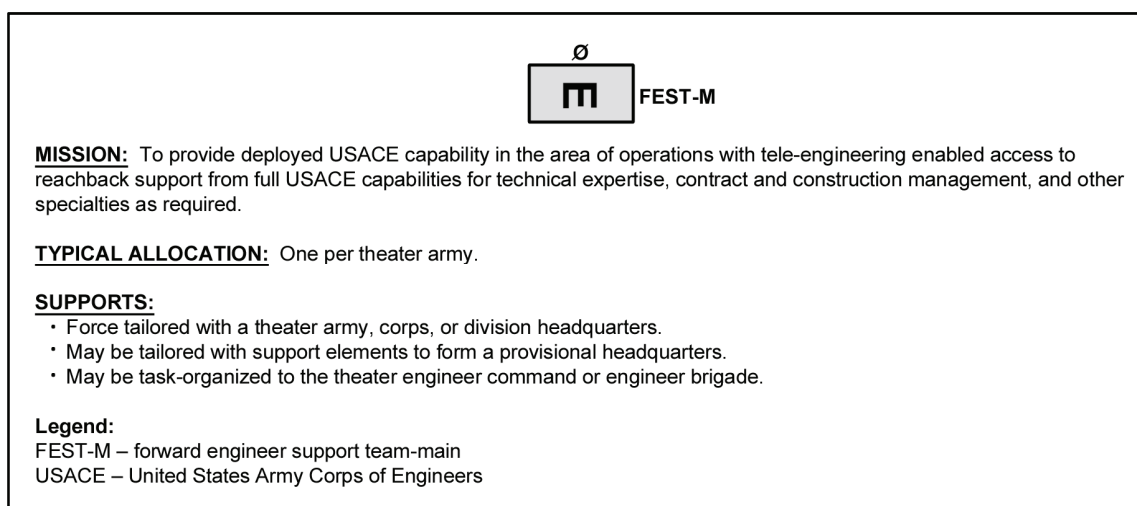 Ø
FEST-M
MISSION: To provide deployed USACE capability in the area of operations with tele-engineering enabled access to
reachback support from full USACE capabilities for technical expertise, contract and construction management, and other
specialties as required.
TYPICAL ALLOCATION: One per theater army.
SUPPORTS:
• Force tailored with a theater army, corps, or division headquarters.
• May be tailored with support elements to form a provisional headquarters.
• May be task-organized to the theater engineer command or engineer brigade.
Legend:
FEST-M – forward engineer support team-main
USACE – United States Army Corps of Engineers